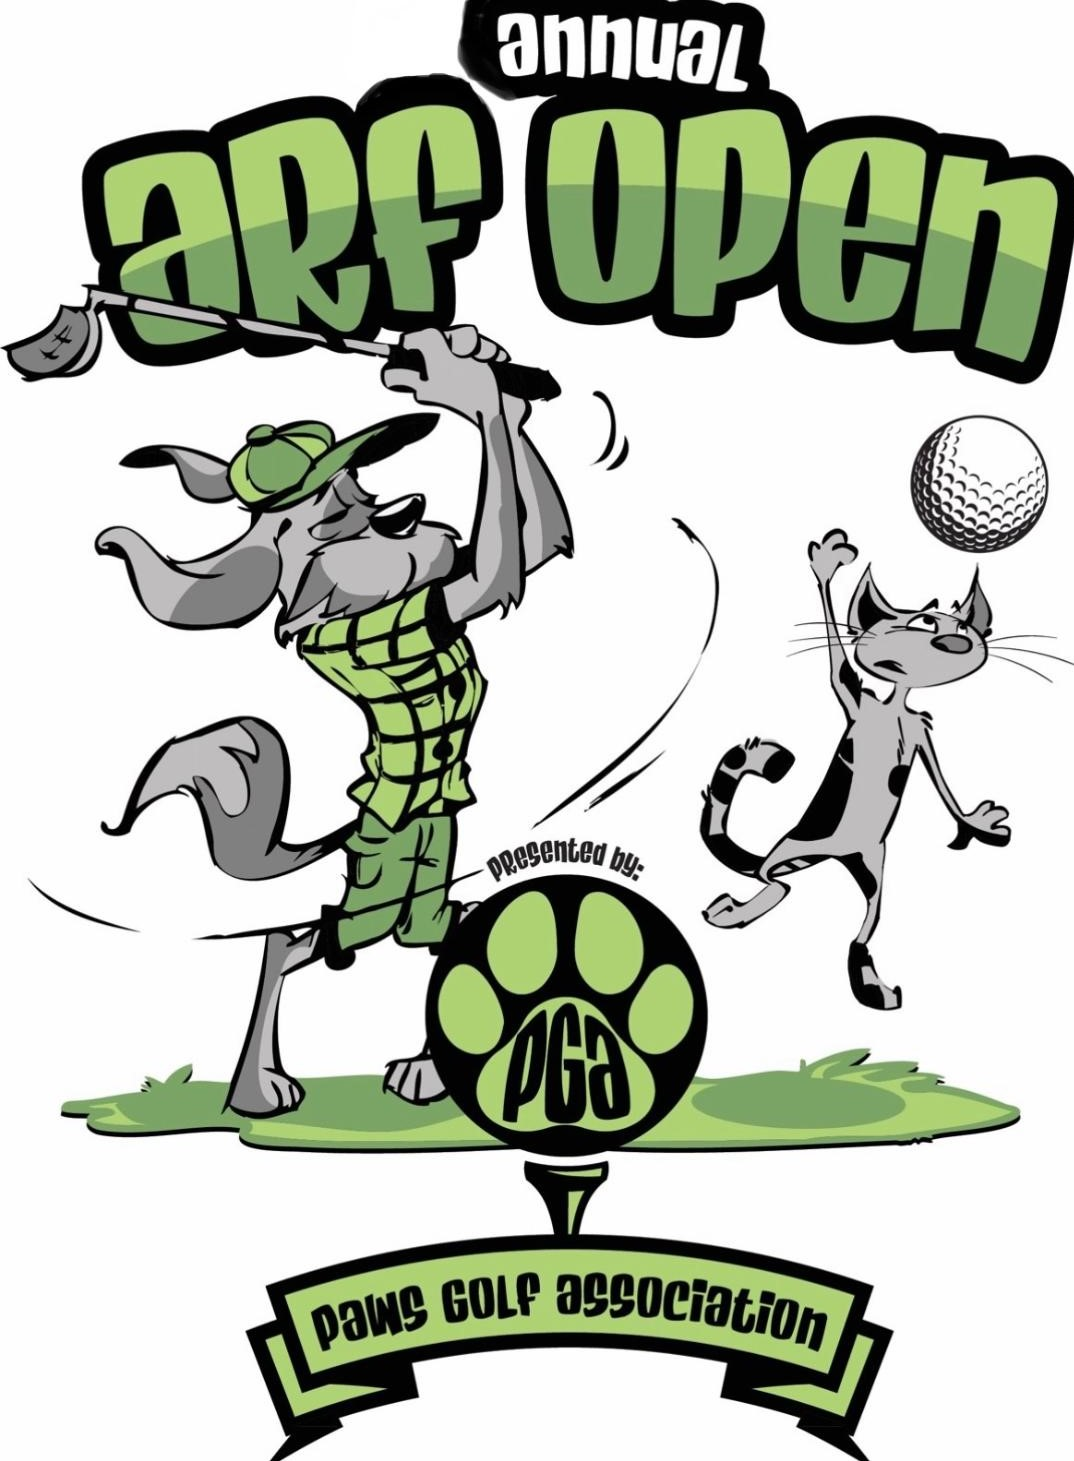 annual
aRF open
presented by:
PGa
paws GOLF association